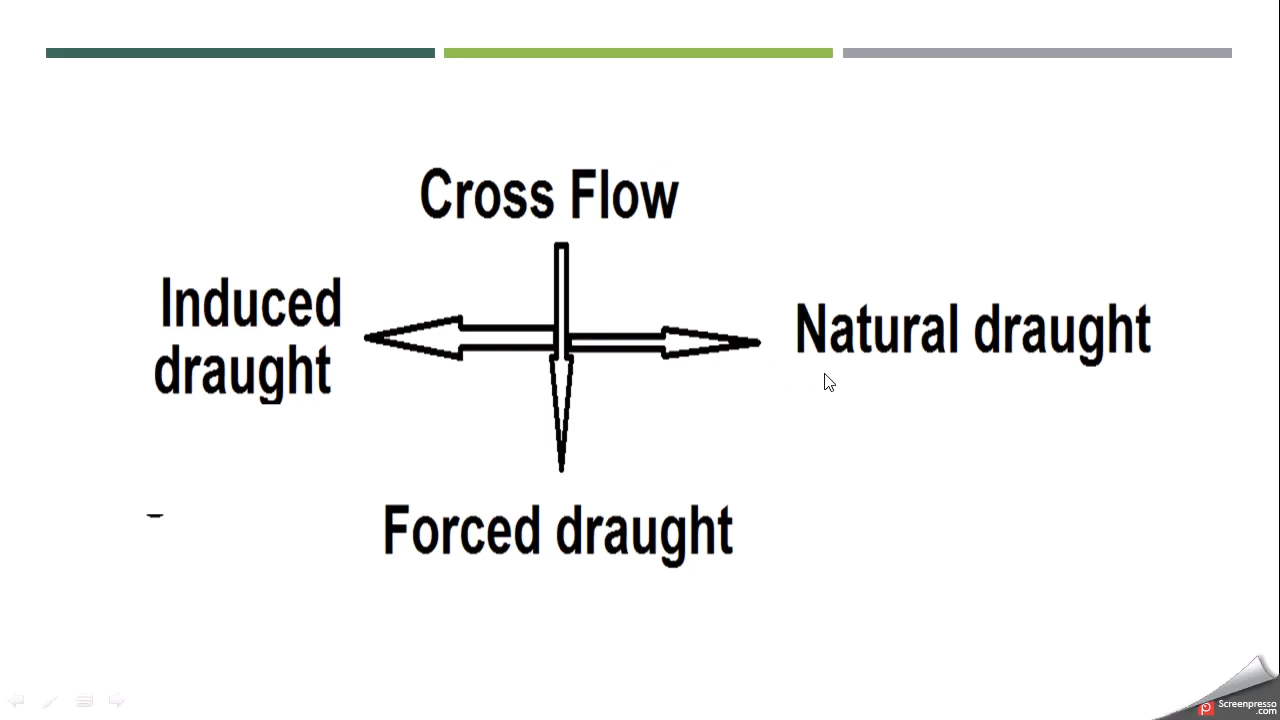 Cross Flow
Induced
draught
Natural draught
Forced draught
Screenpresso
.com